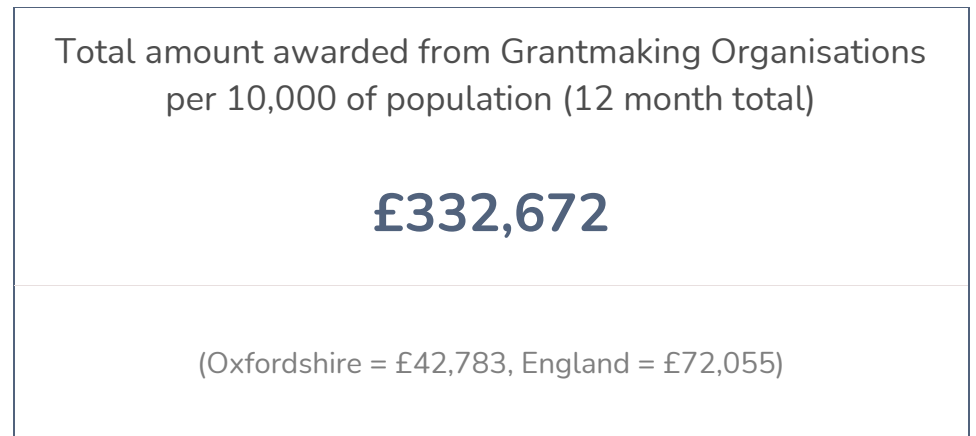 Total amount awarded from Grantmaking Organisations
per 10,000 of population (12 month total)
£332,672
(Oxfordshire = £42,783, England = £72,055)